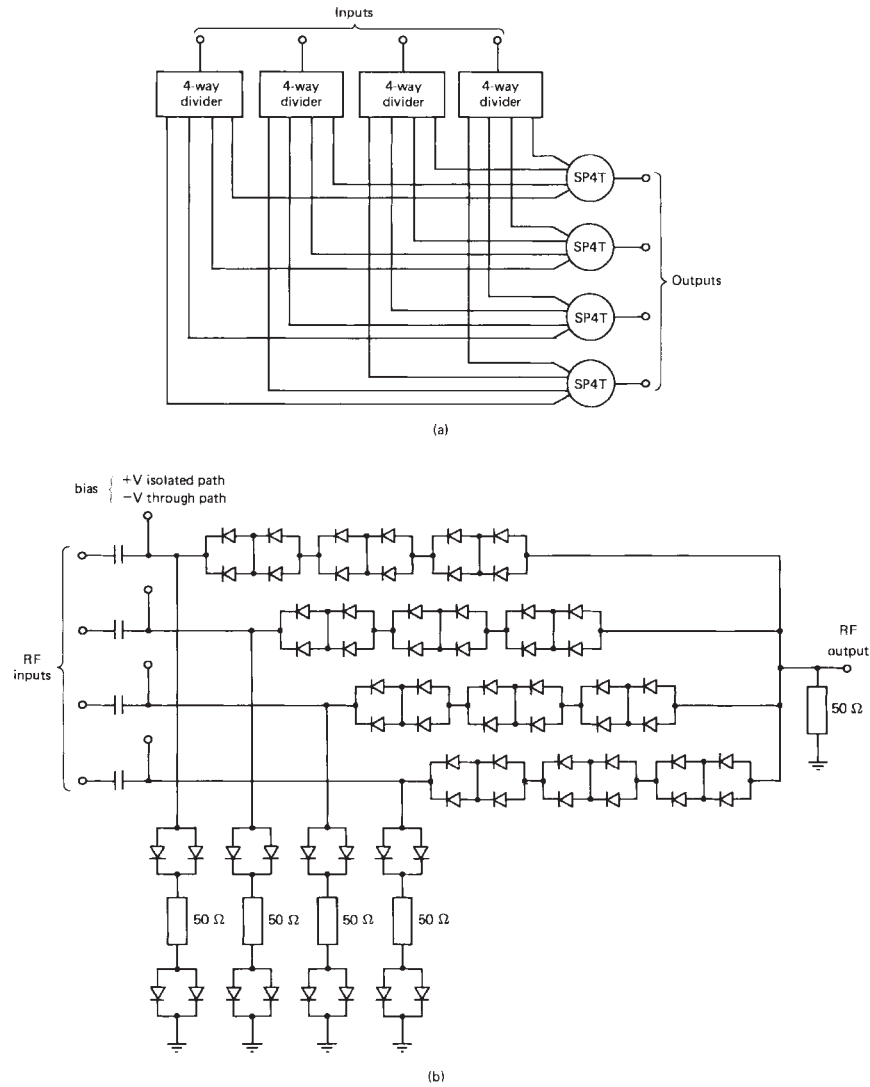 Inputs
4-way
divider
4-way
divider
4-way
divider
4-way
divider
SP4T
SP4T
SP4T
SP4T
Outputs
(a)
bias
+V isolated path
−V through path
RF
inputs
RF
output
50 Ω
50 Ω
50 Ω
50 Ω
50 Ω
(b)